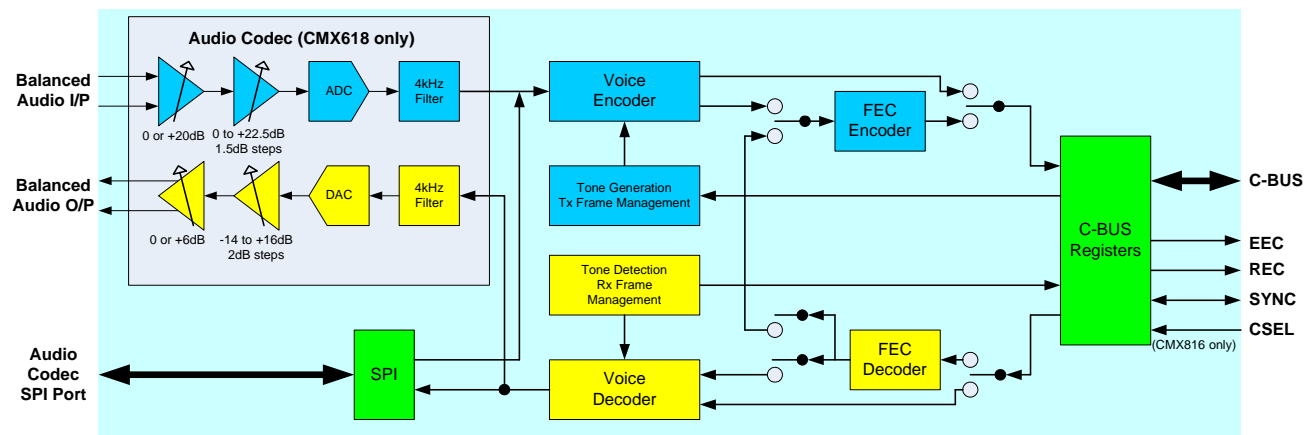 Audio Codec (CMX618 only)
Balanced
Audio I/P
ADC
4kHz
Filter
0 or +20dB
0 to +22.5dB
1.5dB steps
Voice
Encoder
FEC
Encoder
Balanced
Audio O/P
DAC
4kHz
Filter
0 or +6dB
-14 to +16dB
2dB steps
Tone Generation
Tx Frame Management
C-BUS
Registers
C-BUS
EEC
REC
SYNC
CSEL
(CMX816 only)
Tone Detection
Rx Frame
Management
Audio
Codec
SPI Port
SPI
Voice
Decoder
FEC
Decoder